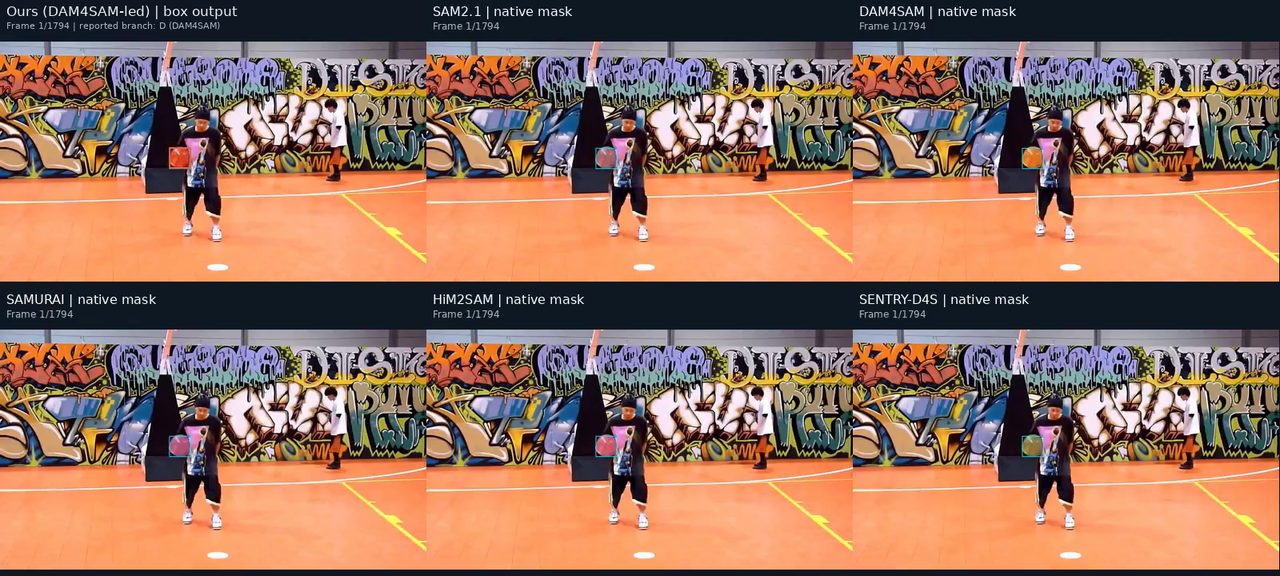 Ours (DAM4SAM-led) | box output
Frame 1/1794 | reported branch: D (DAM4SAM)
SAM2.1 | native mask
Frame 1/1794
DAM4SAM | native mask
Frame 1/1794
SAMURAI | native mask
Frame 1/1794
HiM2SAM | native mask
Frame 1/1794
SENTRY-D4S | native mask
Frame 1/1794